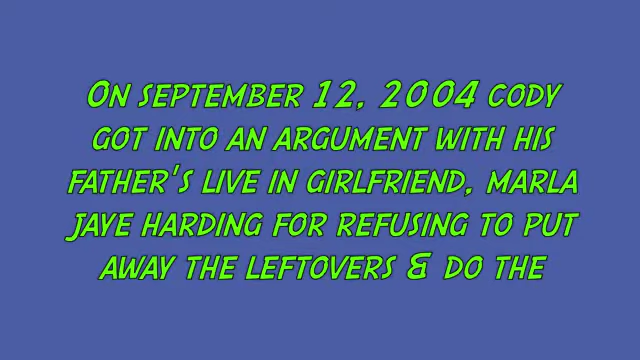 On september 12, 2004 cody
got into an argument with his
father's live in girlfriend, marla
jaye harding for refusing to put
away the leftovers & do the